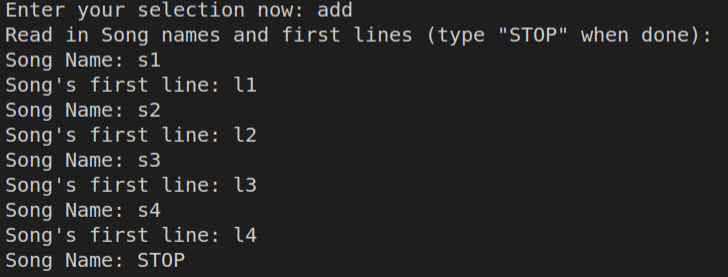 Enter your selection now: add
Read in Song names and first lines (type "STOP" when done):
Song Name: s1
Song's first line: l1
Song Name: s2
Song's first line: l2
Song Name: s3
Song's first line: l3
Song Name: s4
Song's first line: l4
Song Name: STOP